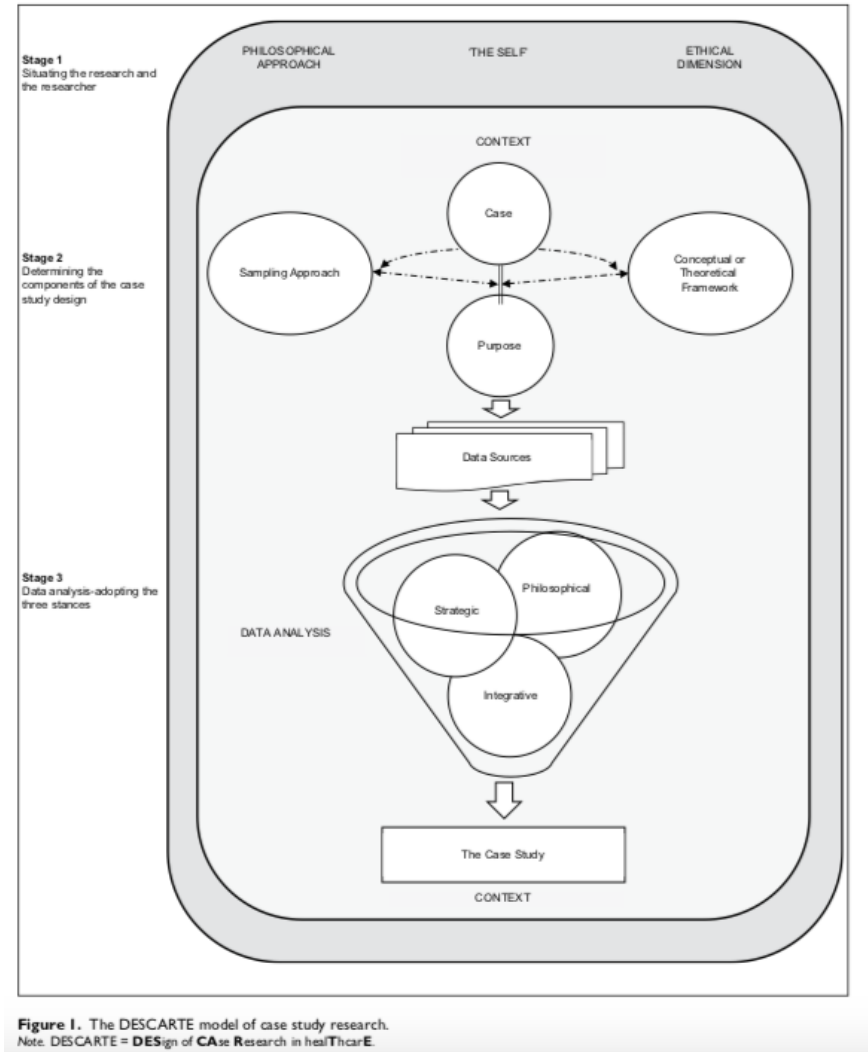 Stage 1
Situating the research and
the researcher
PHILOSOPHICAL
APPROACH
'THE SELF'
ETHICAL
DIMENSION
CONTEXT
Case
Stage 2
Determining the
components of the case
study design
Sampling Approach
Conceptual or
Theoretical
Framework
Purpose
Data Sources
Stage 3
Data analysis-adopting the
three stances
Philosophical
Strategic
DATA ANALYSIS
Integrative
The Case Study
CONTEXT
Figure 1. The DESCARTE model of case study research.
Note. DESCARTE = DESign of CAse Research in healThcarE.